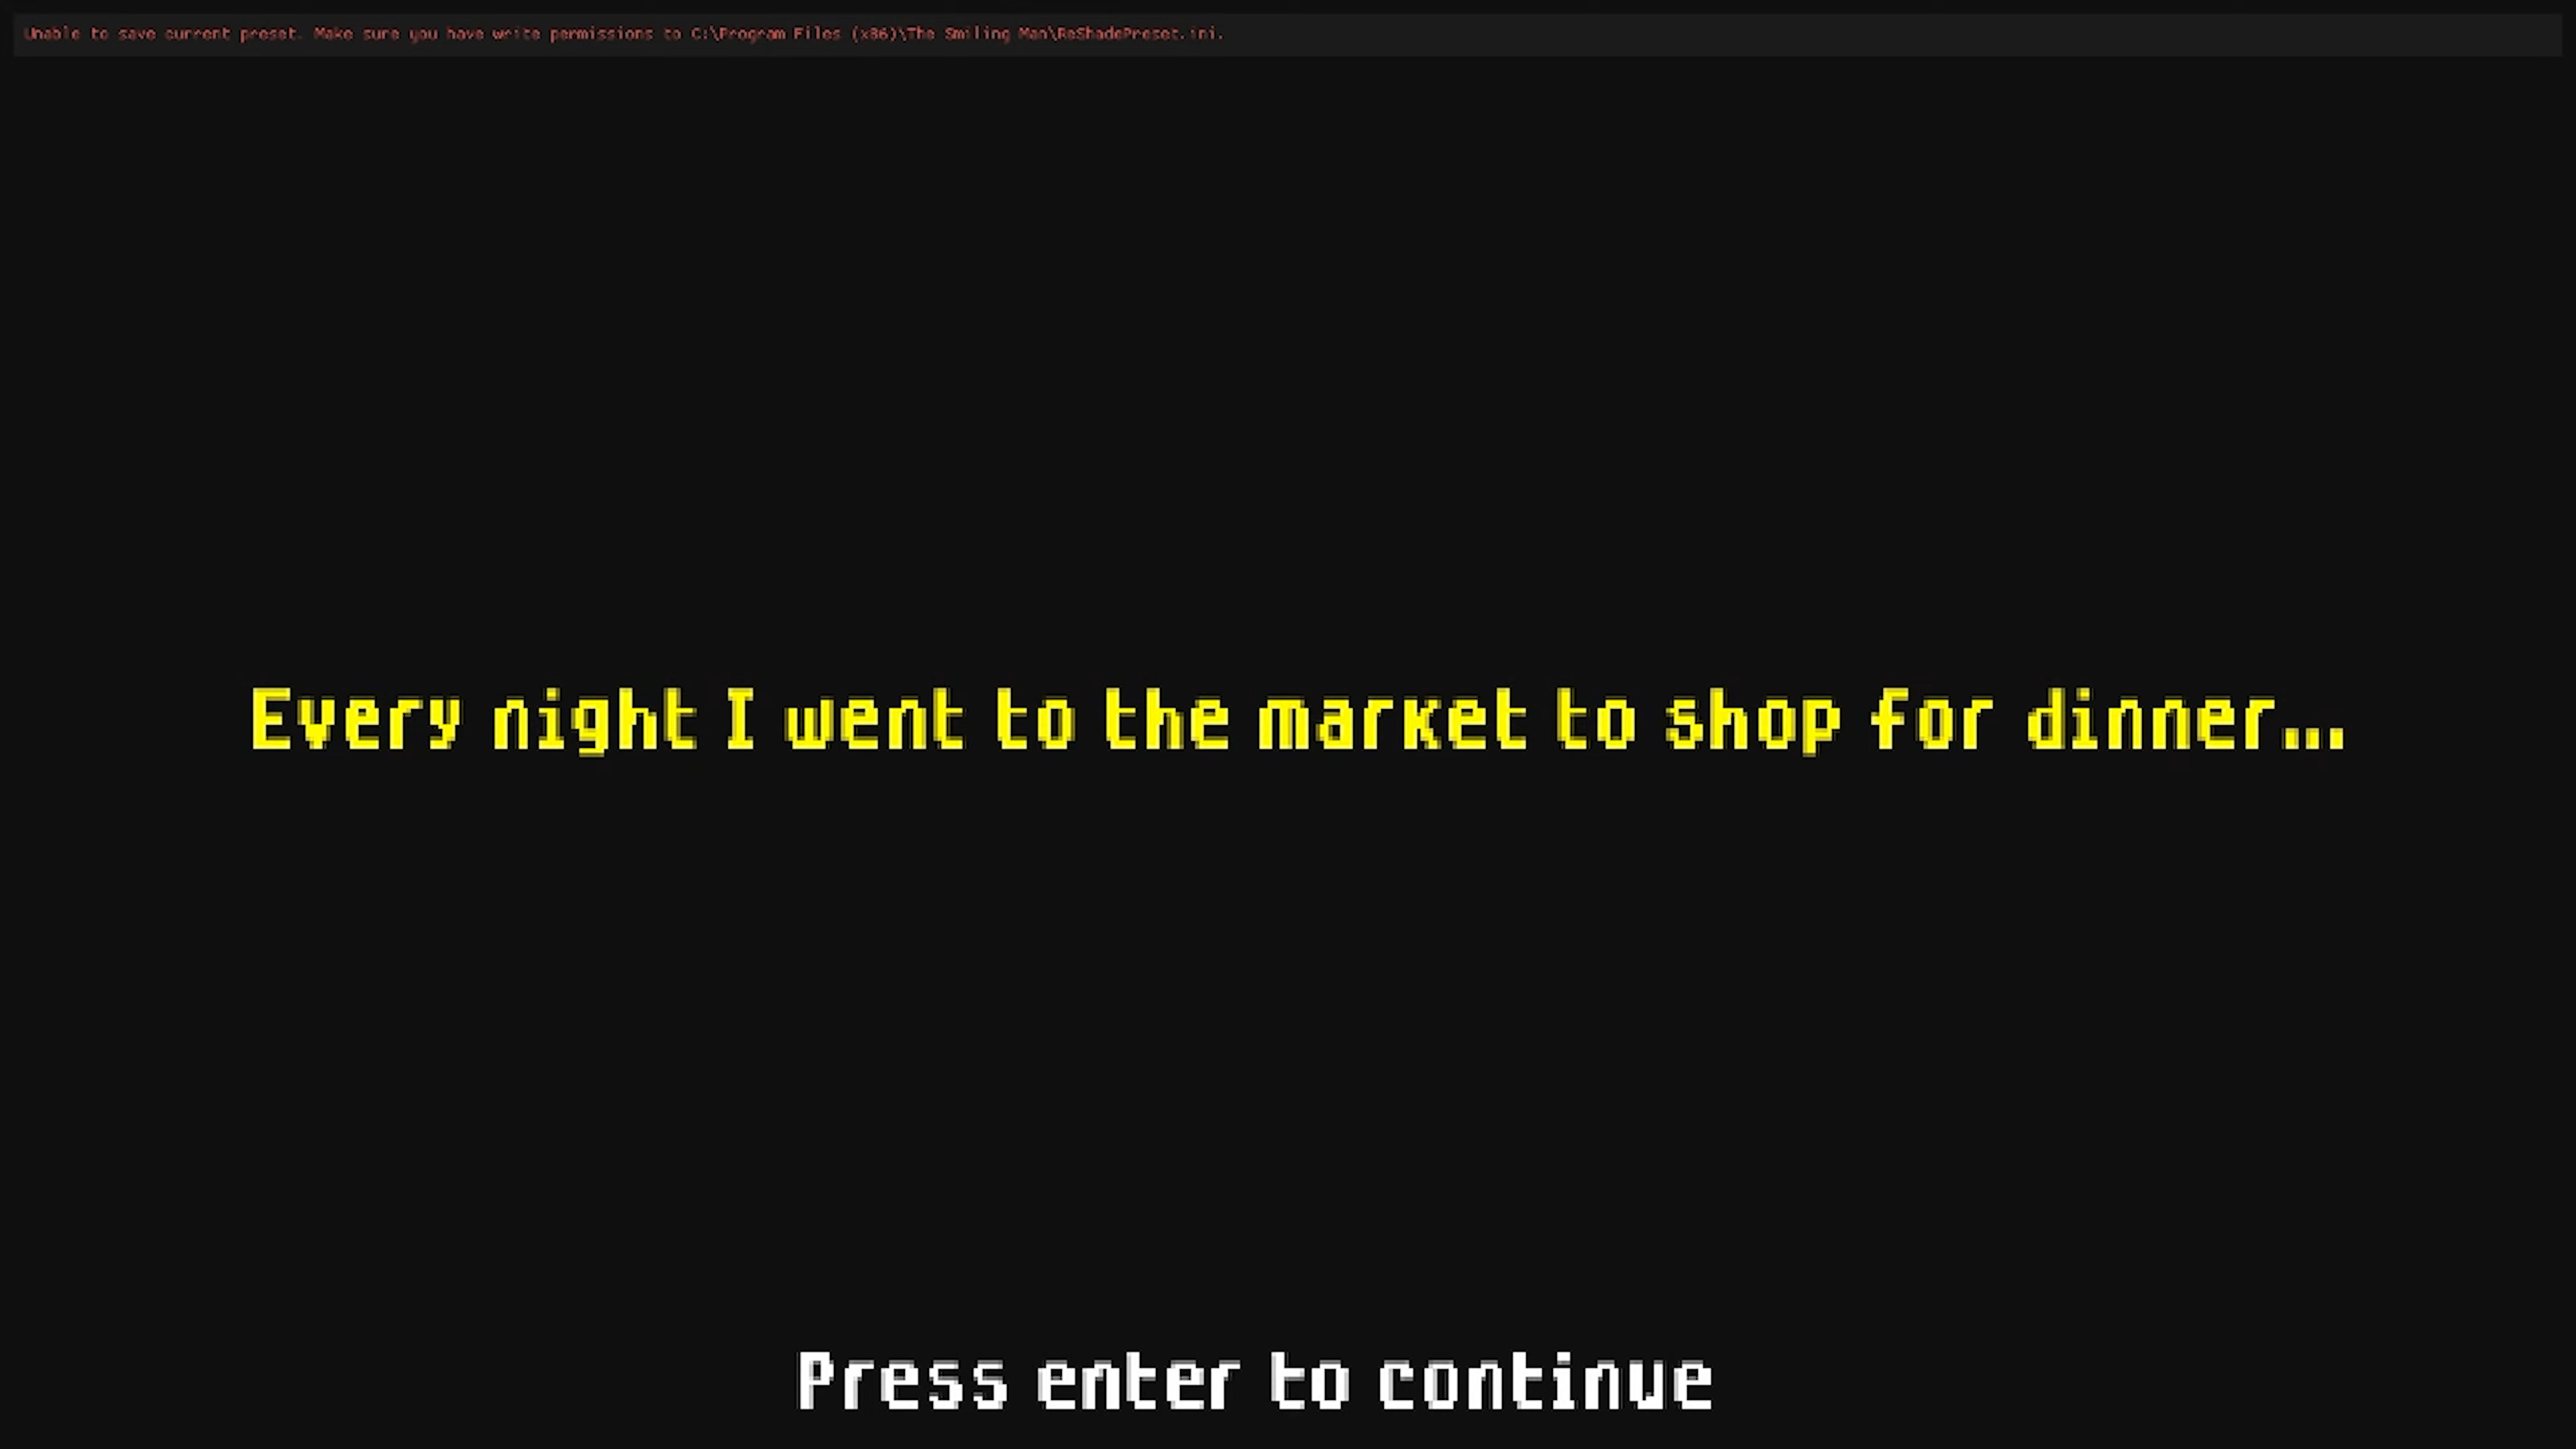 Unable to save current preset. Make sure you have write permissions to C:\Program Files (x86)\The Smiling Man\ReShadePreset.ini.
Every night I went to the market to shop for dinner...
Press enter to continue